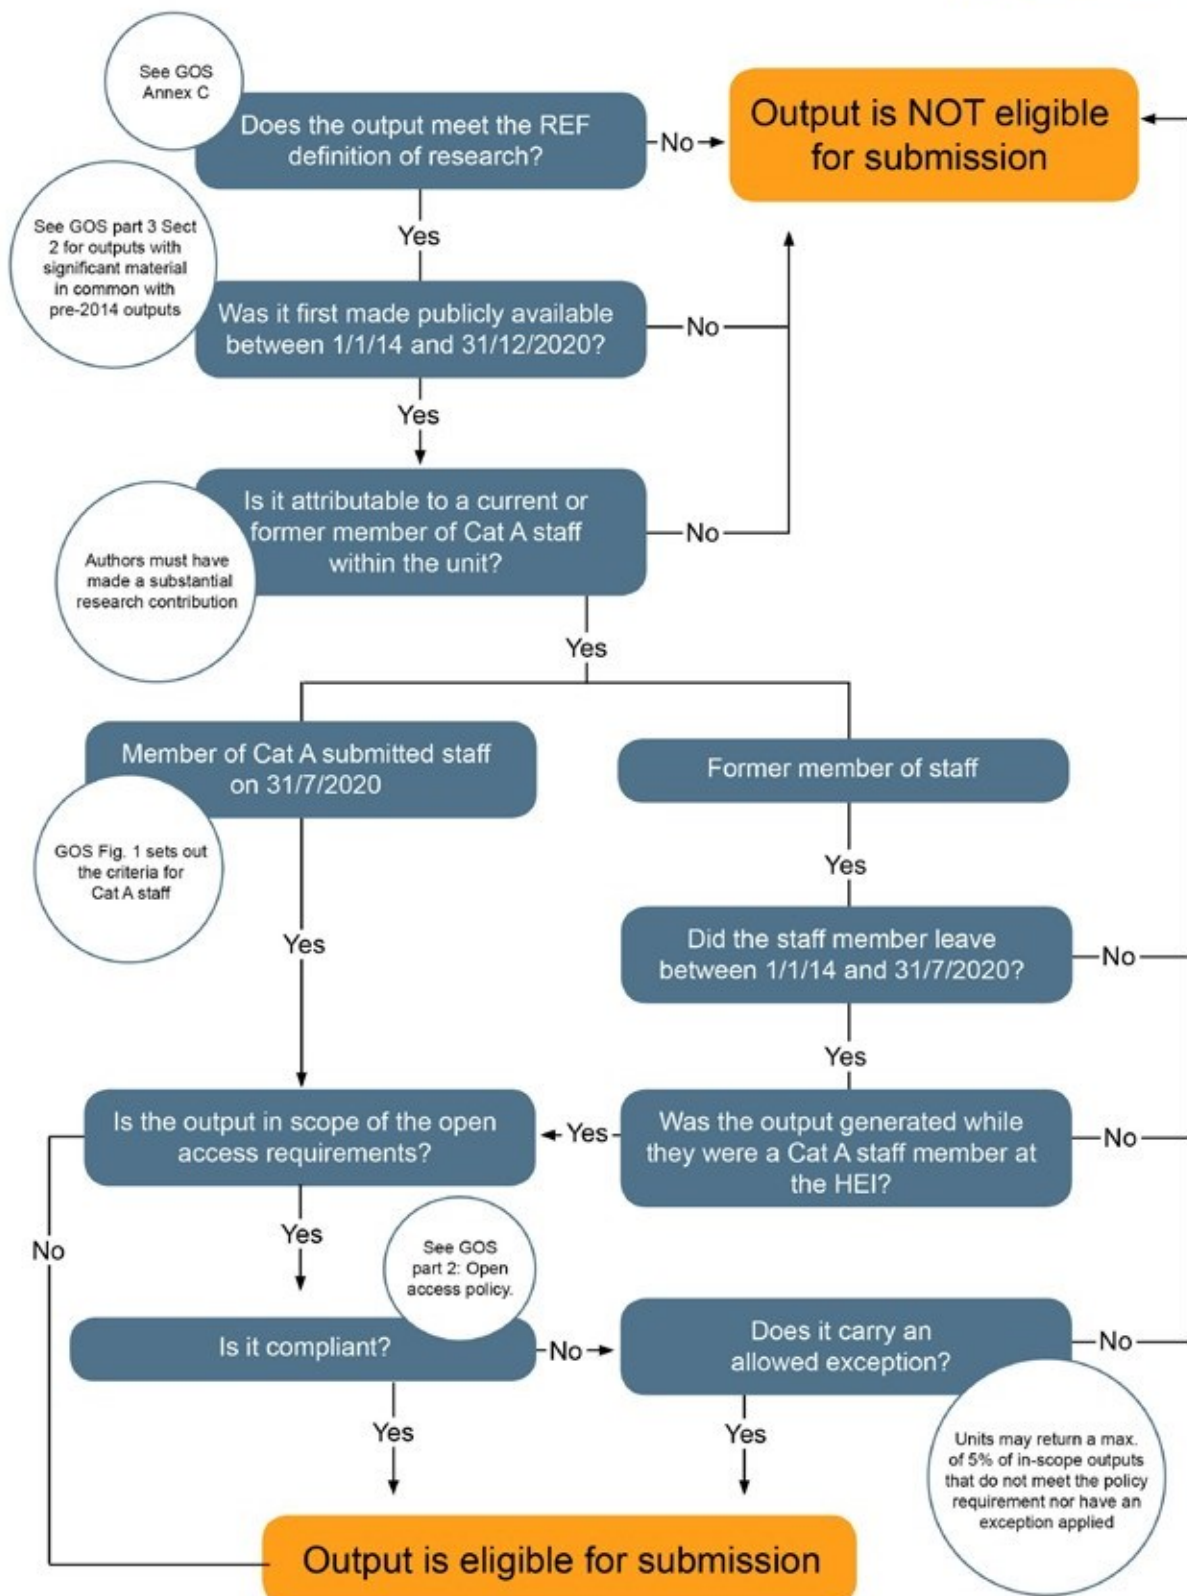 See GOS
Annex C
Does the output meet the REF
definition of research?
No
Output is NOT eligible
for submission
Yes
See GOS part 3 Sect
2 for outputs with
significant material
in common with
pre-2014 outputs
Was it first made publicly available
between 1/1/14 and 31/12/2020?
No
Yes
Is it attributable to a current or
former member of Cat A staff
within the unit?
No
Authors must have
made a substantial
research contribution
Yes
Member of Cat A submitted staff
on 31/7/2020
Former member of staff
GOS Fig. 1 sets out
the criteria for
Cat A staff
Yes
Yes
Did the staff member leave
between 1/1/14 and 31/7/2020?
No
Yes
Is the output in scope of the open
access requirements?
Yes
Was the output generated while
they were a Cat A staff member at
the HEI?
No
No
Yes
See GOS
part 2: Open
access policy.
Is it compliant?
No
Does it carry an
allowed exception?
No
Yes
Yes
Units may return a max.
of 5% of in-scope outputs
that do not meet the policy
requirement nor have an
exception applied
Output is eligible for submission